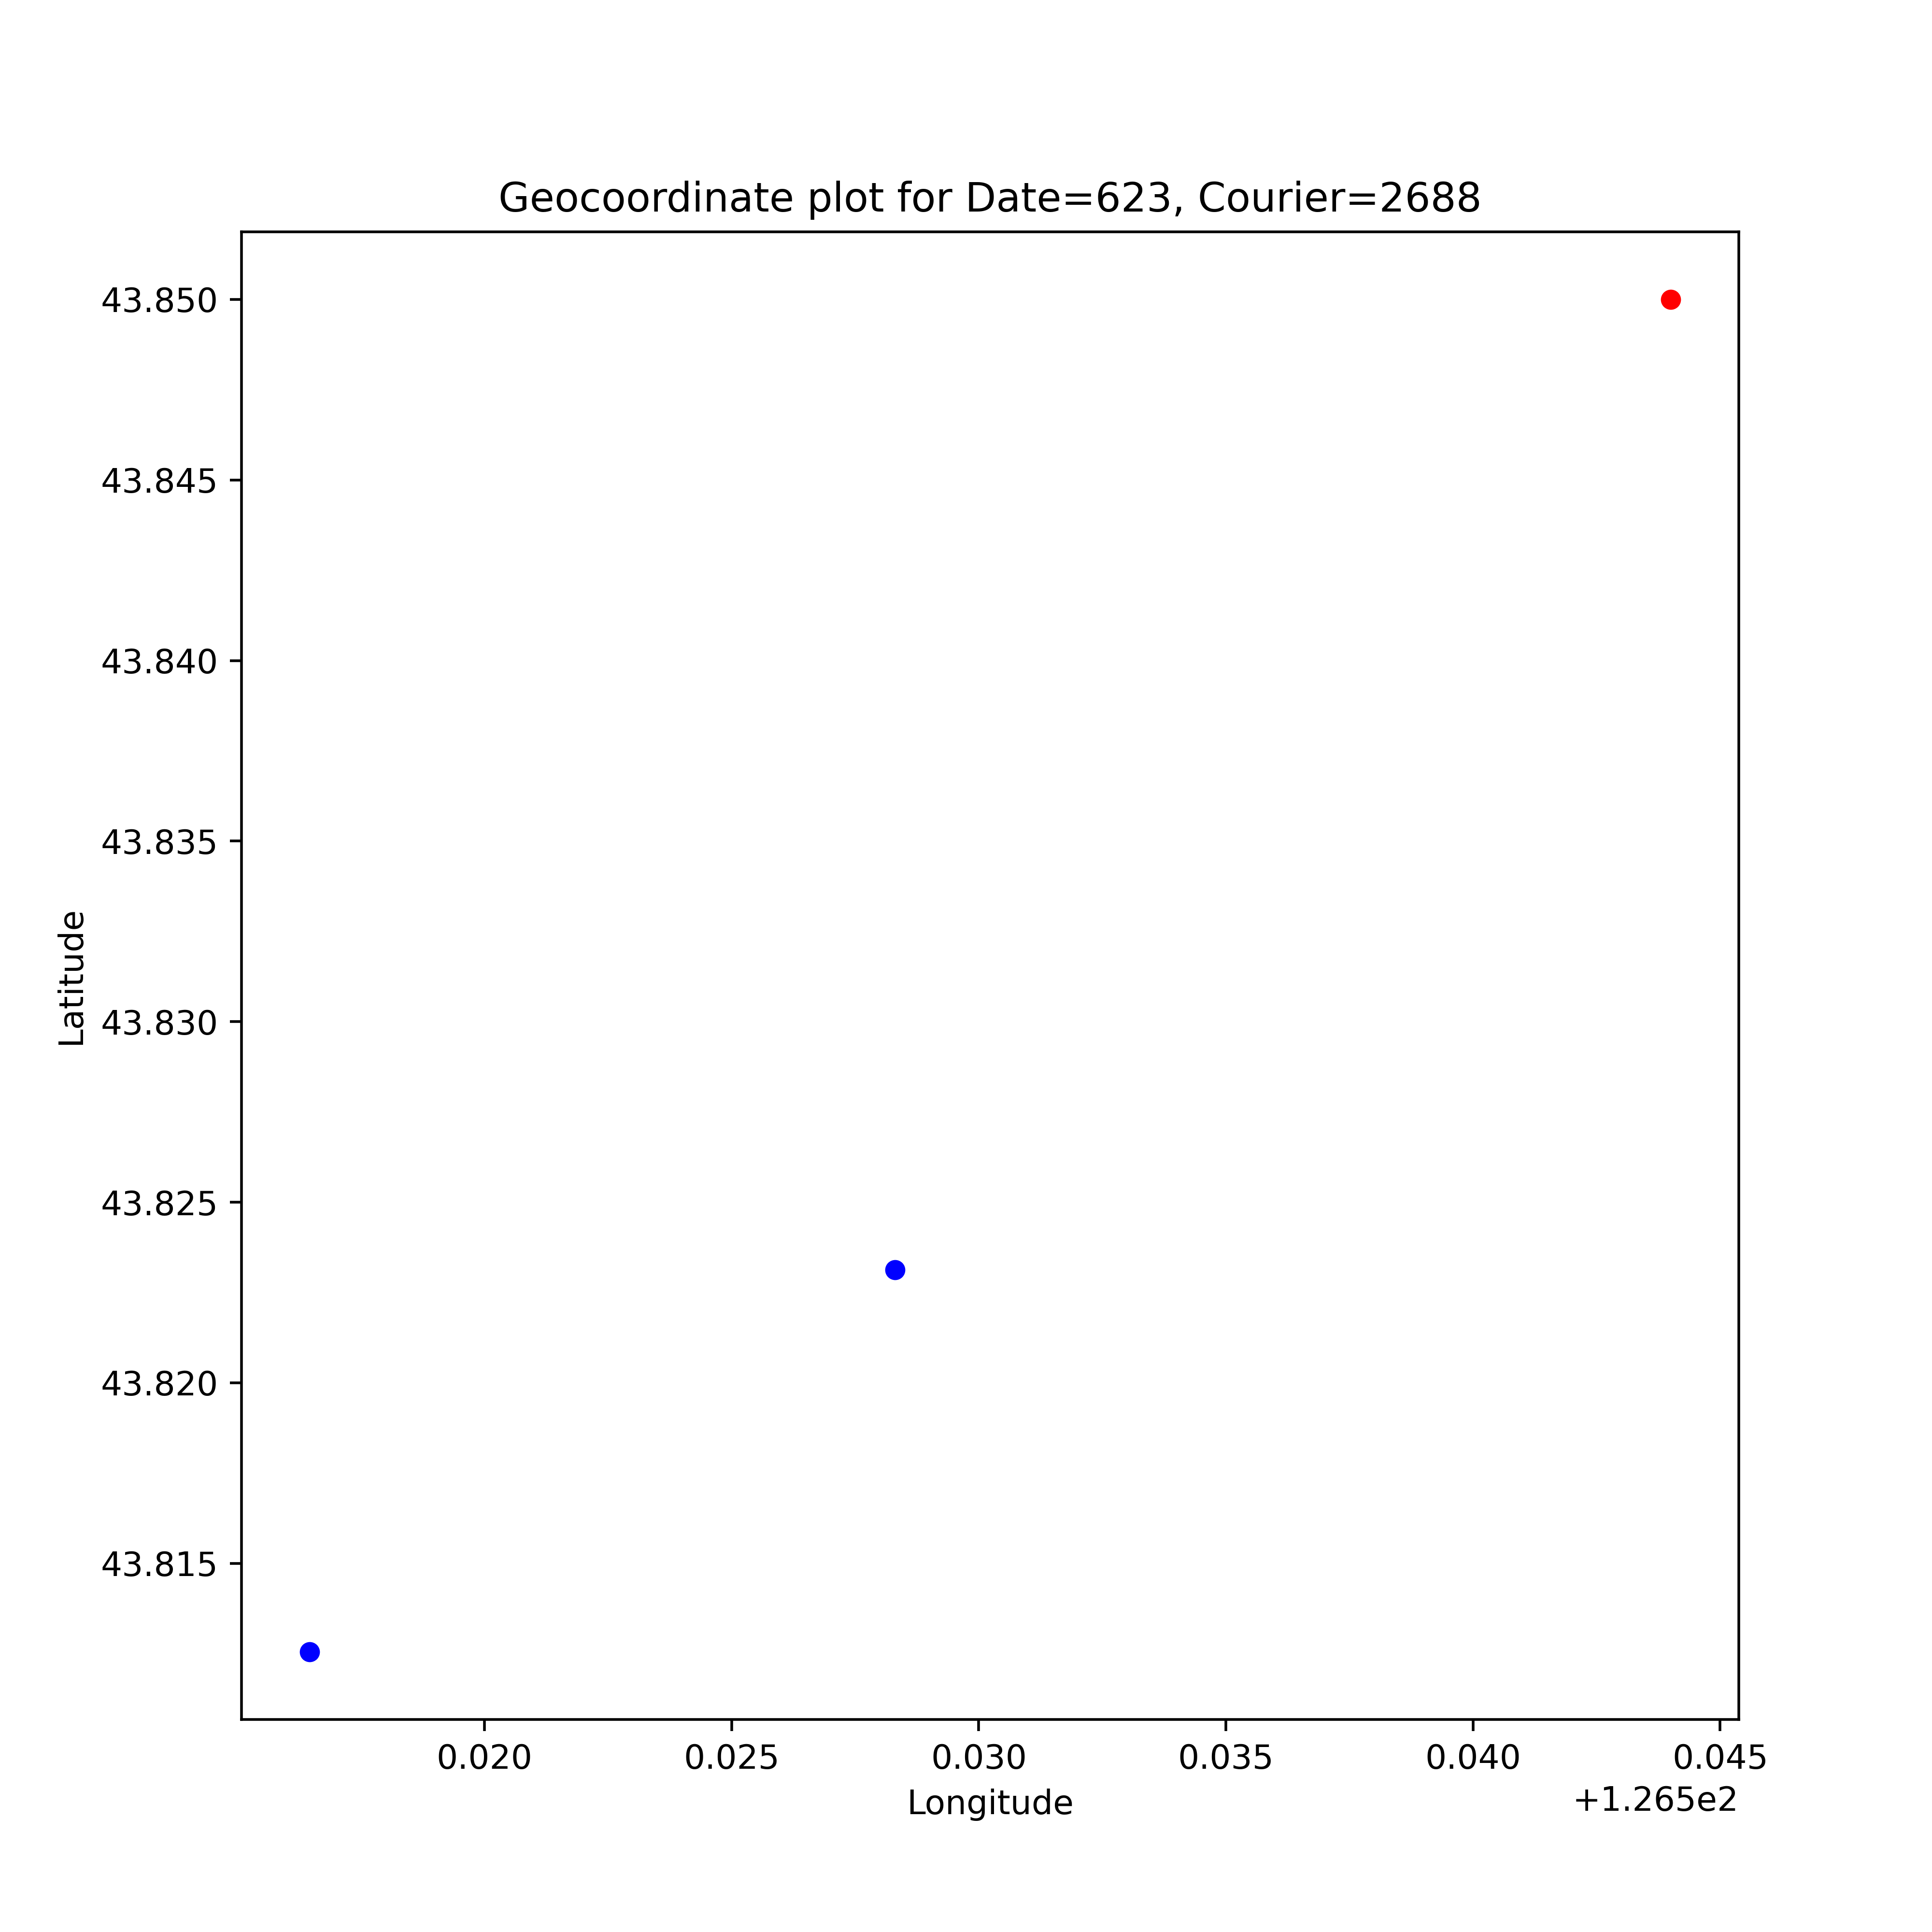 Geocoordinate plot for Date=623, Courier=2688
43.850
43.845
43.840
43.835
43.830
43.825
43.820
43.815
Latitude
0.020 0.025 0.030 0.035 0.040 0.045
+1.265e2
Longitude